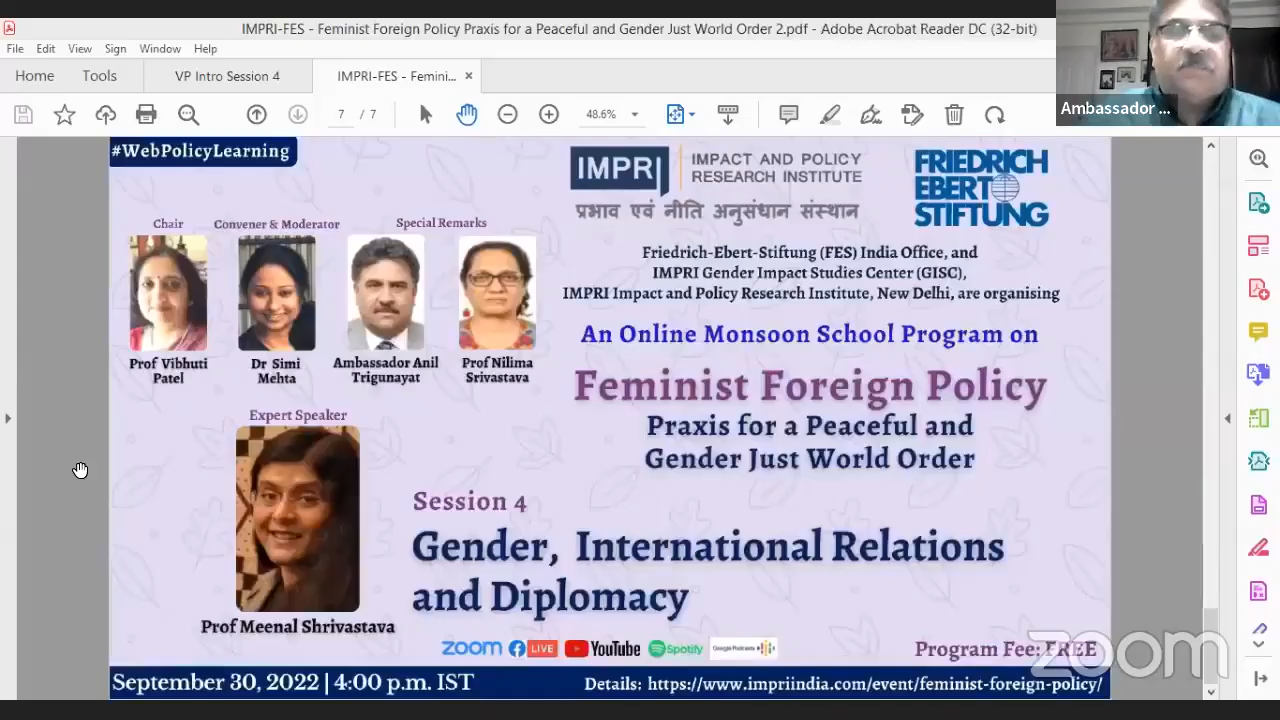 IMPRI-FES - Feminist Foreign Policy Praxis for a Peaceful and Gender Just World Order 2.pdf - Adobe Acrobat Reader DC (32-bit)
File Edit View Sign Window Help
Home Tools VP Intro Session 4 IMPRI-FES - Femini... ×
7 / 7 48.6%
Ambassador ...
#WebPolicyLearning
IMPRI
IMPACT AND POLICY
RESEARCH INSTITUTE
प्रभाव एवं नीति अनुसंधान संस्थान
FRIEDRICH
EBERT
STIFTUNG
Chair
Convener & Moderator
Special Remarks
Prof Vibhuti
Patel
Dr Simi
Mehta
Ambassador Anil
Trigunayat
Prof Nilima
Srivastava
Expert Speaker
Prof Meenal Shrivastava
Friedrich-Ebert-Stiftung (FES) India Office, and
IMPRI Gender Impact Studies Center (GISC),
IMPRI Impact and Policy Research Institute, New Delhi, are organising
An Online Monsoon School Program on
Feminist Foreign Policy
Praxis for a Peaceful and
Gender Just World Order
Session 4
Gender, International Relations
and Diplomacy
zoom LIVE YouTube Spotify Google Podcasts
Program Fee: FREE
zoom
September 30, 2022 | 4:00 p.m. IST
Details: https://www.impriindia.com/event/feminist-foreign-policy/